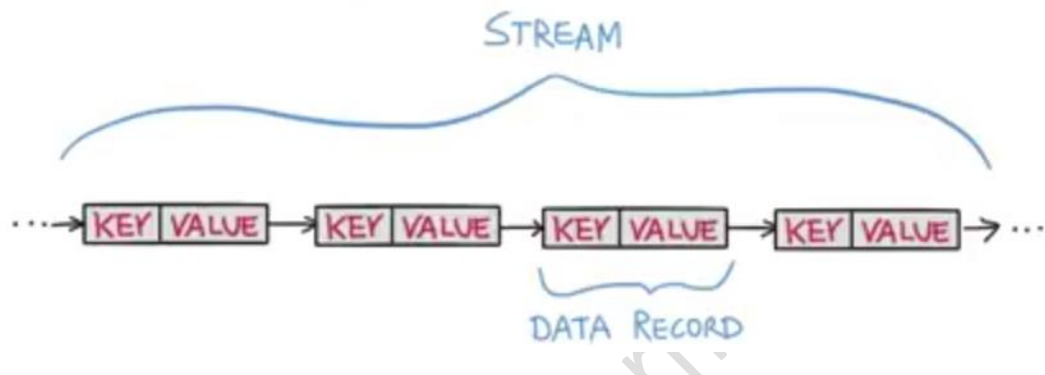 STREAM
... KEY VALUE KEY VALUE KEY VALUE KEY VALUE ...
DATA RECORD